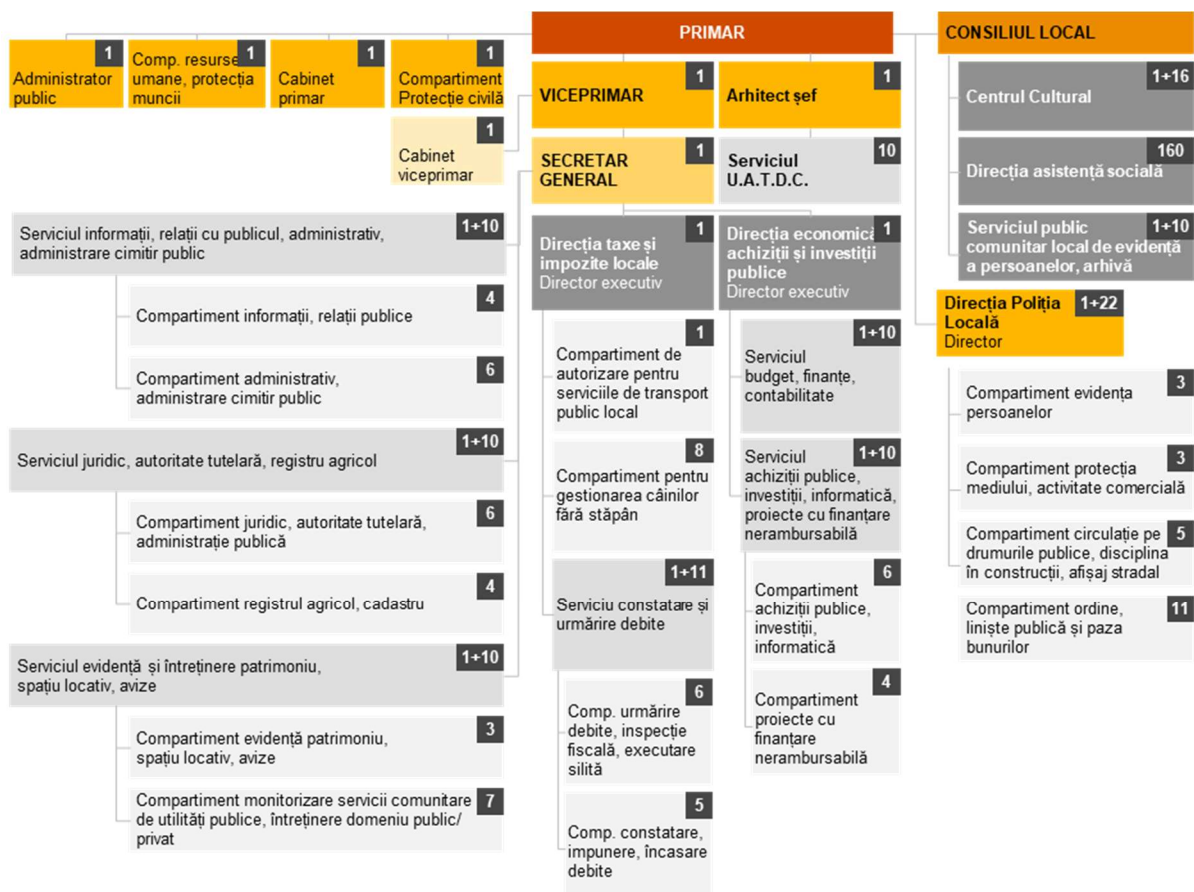 PRIMAR
CONSILIUL LOCAL
1
Administrator
public
1
Comp. resurse
umane, protecția
muncii
1
Cabinet
primar
1
Compartiment
Protecție civilă
1
VICEPRIMAR
1
Arhitect șef
1
Cabinet
viceprimar
1
SECRETAR
GENERAL
10
Serviciul
U.A.T.D.C.
1+16
Centrul Cultural
160
Direcția asistență socială
1+10
Serviciul public
comunitar local de evidență
a persoanelor, arhivă
1+10
Serviciul informații, relații cu publicul, administrativ,
administrare cimitir public
4
Compartiment informații, relații publice
6
Compartiment administrativ,
administrare cimitir public
1+10
Serviciul juridic, autoritate tutelară, registru agricol
6
Compartiment juridic, autoritate tutelară,
administrație publică
4
Compartiment registrul agricol, cadastru
1+10
Serviciul evidență și întreținere patrimoniu,
spațiu locativ, avize
3
Compartiment evidență patrimoniu,
spațiu locativ, avize
7
Compartiment monitorizare servicii comunitare
de utilități publice, întreținere domeniu public/
privat
1
Direcția taxe și
impozite locale
Director executiv
1
Compartiment de
autorizare pentru
serviciile de transport
public local
8
Compartiment pentru
gestionarea câinilor
fără stăpân
1+11
Serviciu constatare și
urmărire debite
6
Comp. urmărire
debite, inspecție
fiscală, executare
silită
5
Comp. constatare,
impunere, încasare
debite
1
Direcția economică,
achiziții și investiții
publice
Director executiv
1+10
Serviciul
budget, finanțe,
contabilitate
1+10
Serviciul
achiziții publice,
investiții, informatică,
proiecte cu finanțare
nerambursabilă
6
Compartiment
achiziții publice,
investiții,
informatică
4
Compartiment
proiecte cu
finanțare
nerambursabilă
1+22
Direcția Poliția
Locală
Director
3
Compartiment evidența
persoanelor
3
Compartiment protecția
mediului, activitate comercială
5
Compartiment circulație pe
drumurile publice, disciplina
în construcții, afișaj stradal
11
Compartiment ordine,
liniște publică și paza
bunurilor